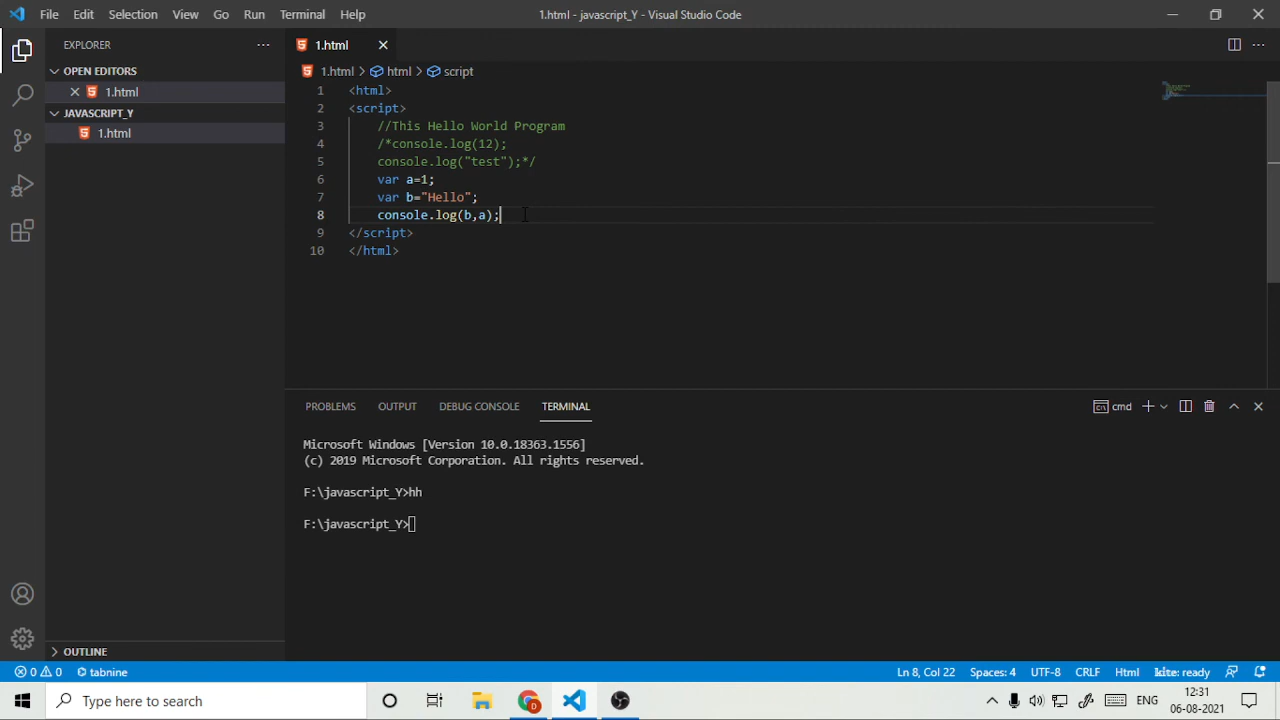 File Edit Selection View Go Run Terminal Help 1.html - javascript_Y - Visual Studio Code
EXPLORER
OPEN EDITORS
1.html
JAVASCRIPT_Y
1.html
OUTLINE
1.html
1.html > html > script
1 <html>
2 <script>
3 //This Hello World Program
4 /*console.log(12);
5 console.log("test");*/
6 var a=1;
7 var b="Hello";
8 console.log(b,a);
9 </script>
10 </html>
PROBLEMS OUTPUT DEBUG CONSOLE TERMINAL cmd
Microsoft Windows [Version 10.0.18363.1556]
(c) 2019 Microsoft Corporation. All rights reserved.
F:\javascript_Y>hh
F:\javascript_Y>
0 0 tabnine Ln 8, Col 22 Spaces: 4 UTF-8 CRLF Html kite: ready
Type here to search ENG 12:31
06-08-2021